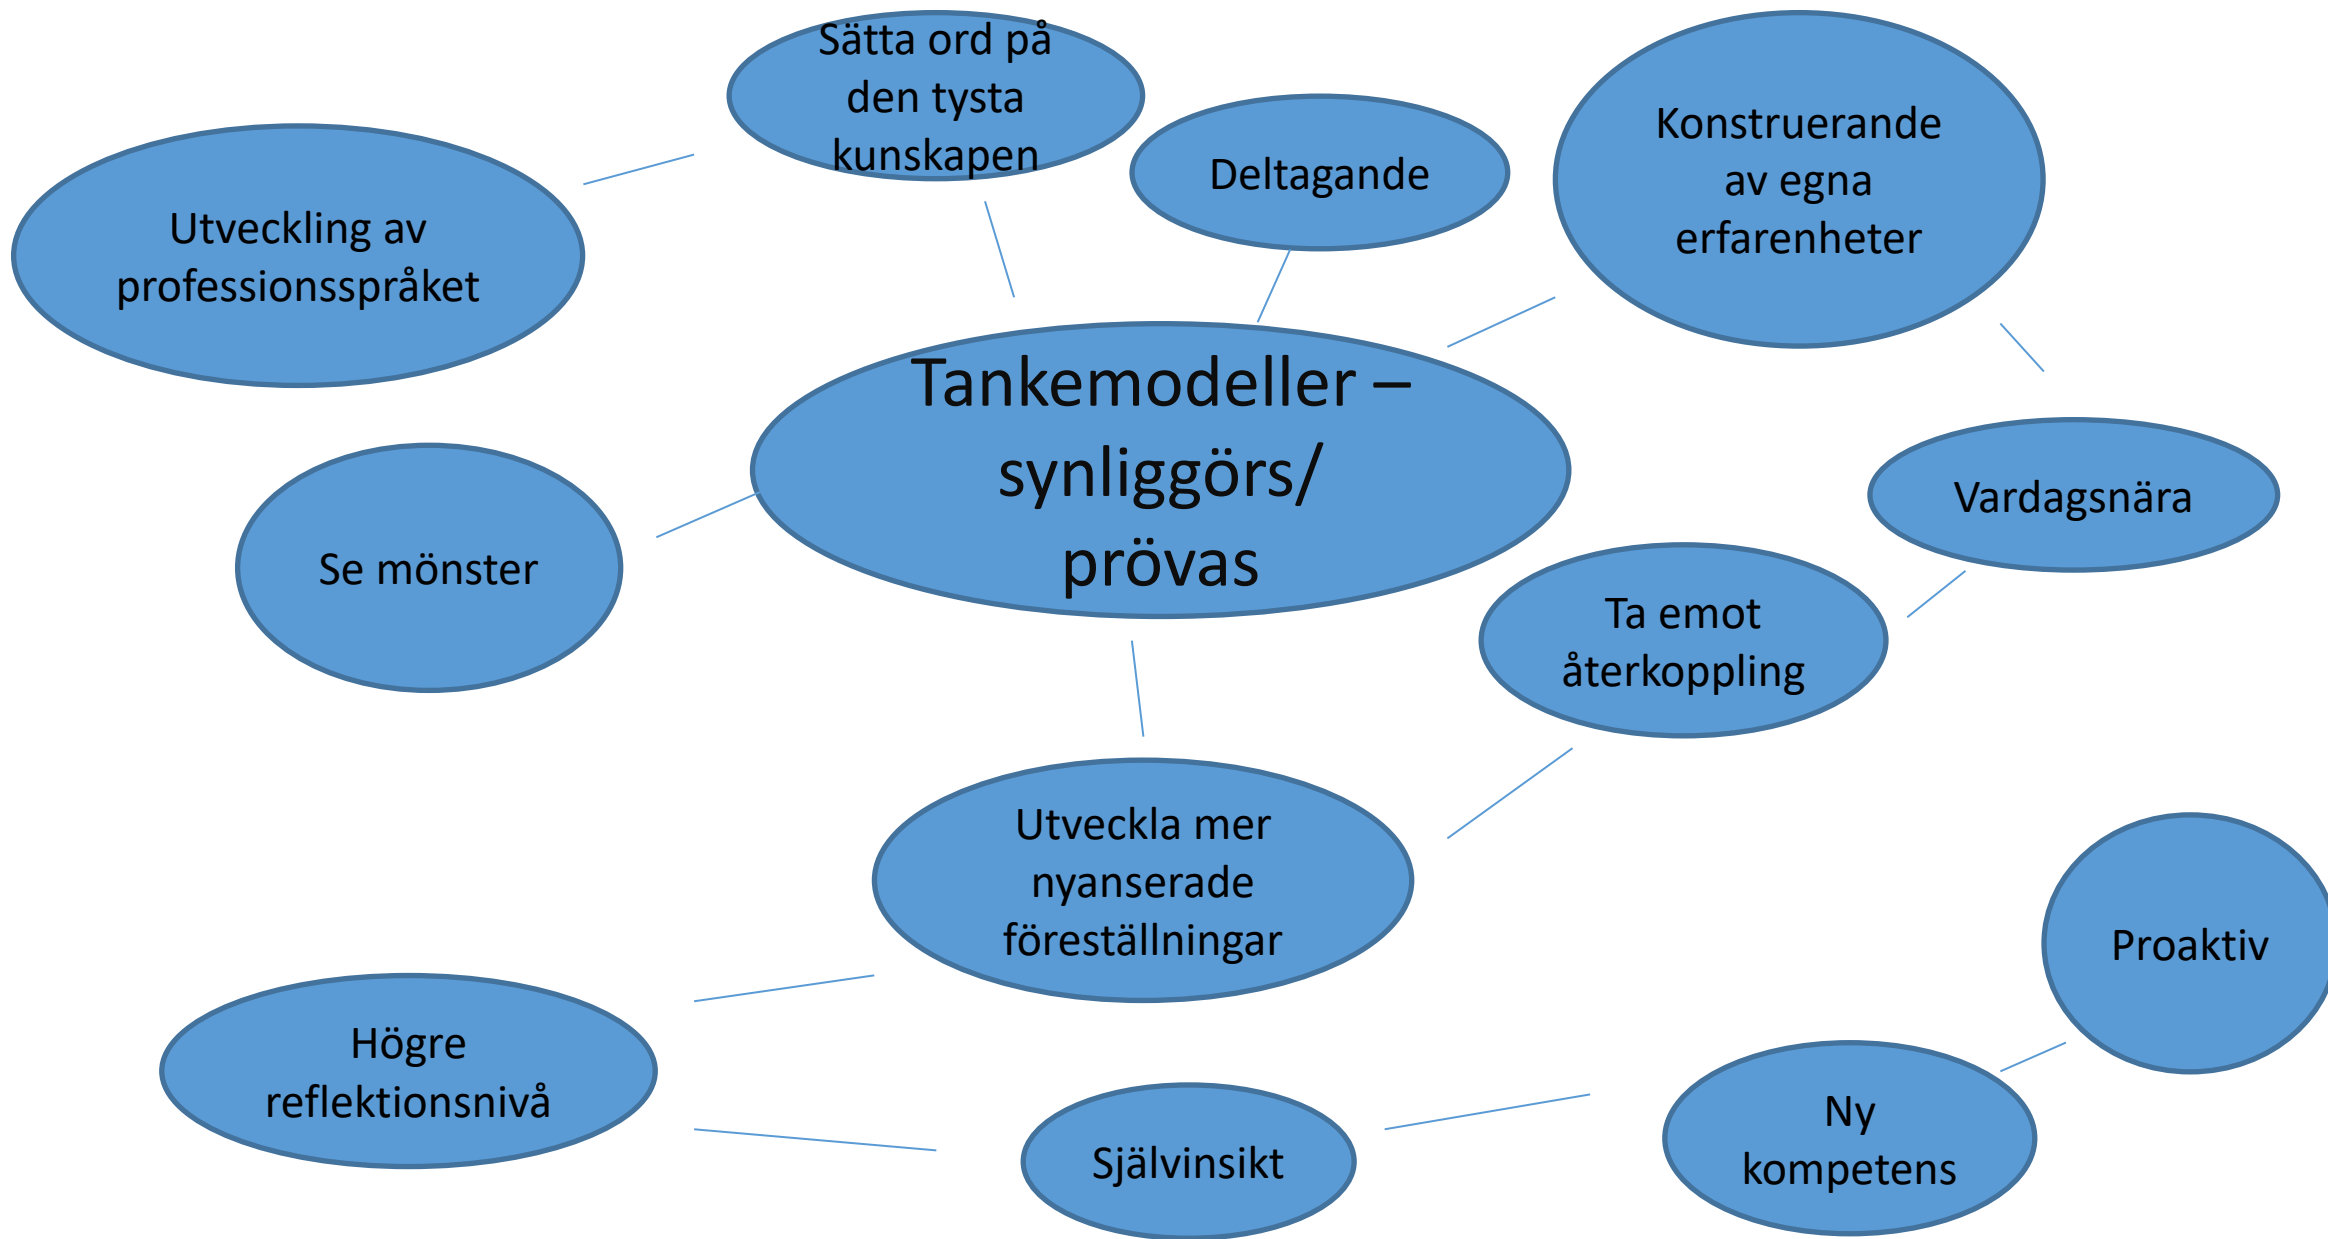 Sätta ord på
den tysta
kunskapen
Deltagande
Konstruerande
av egna
erfarenheter
Utveckling av
professionsspråket
Tankemodeller –
synliggörs/
prövas
Vardagsnära
Se mönster
Ta emot
återkoppling
Utveckla mer
nyanserade
föreställningar
Proaktiv
Högre
reflektionsnivå
Självinsikt
Ny
kompetens